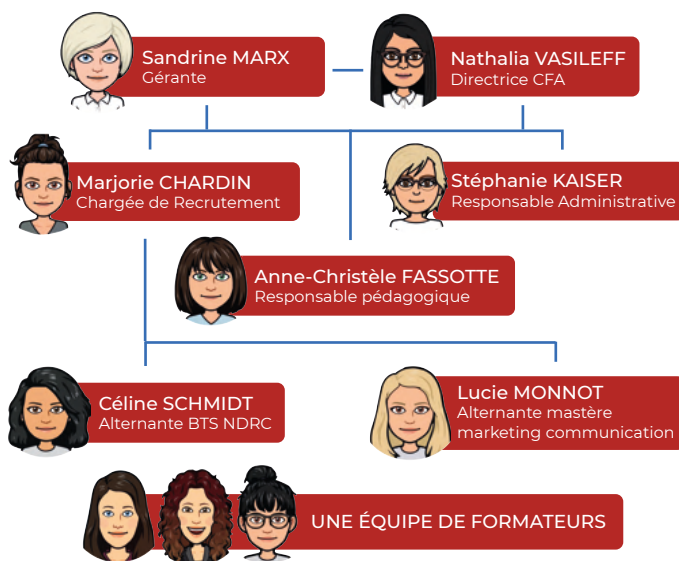 Sandrine MARX
Gérante
Nathalia VASILEFF
Directrice CFA
Marjorie CHARDIN
Chargée de Recrutement
Stéphanie KAISER
Responsable Administrative
Anne-Christèle FASSOTTE
Responsable pédagogique
Céline SCHMIDT
Alternante BTS NDRC
Lucie MONNOT
Alternante mastère
marketing communication
UNE ÉQUIPE DE FORMATEURS